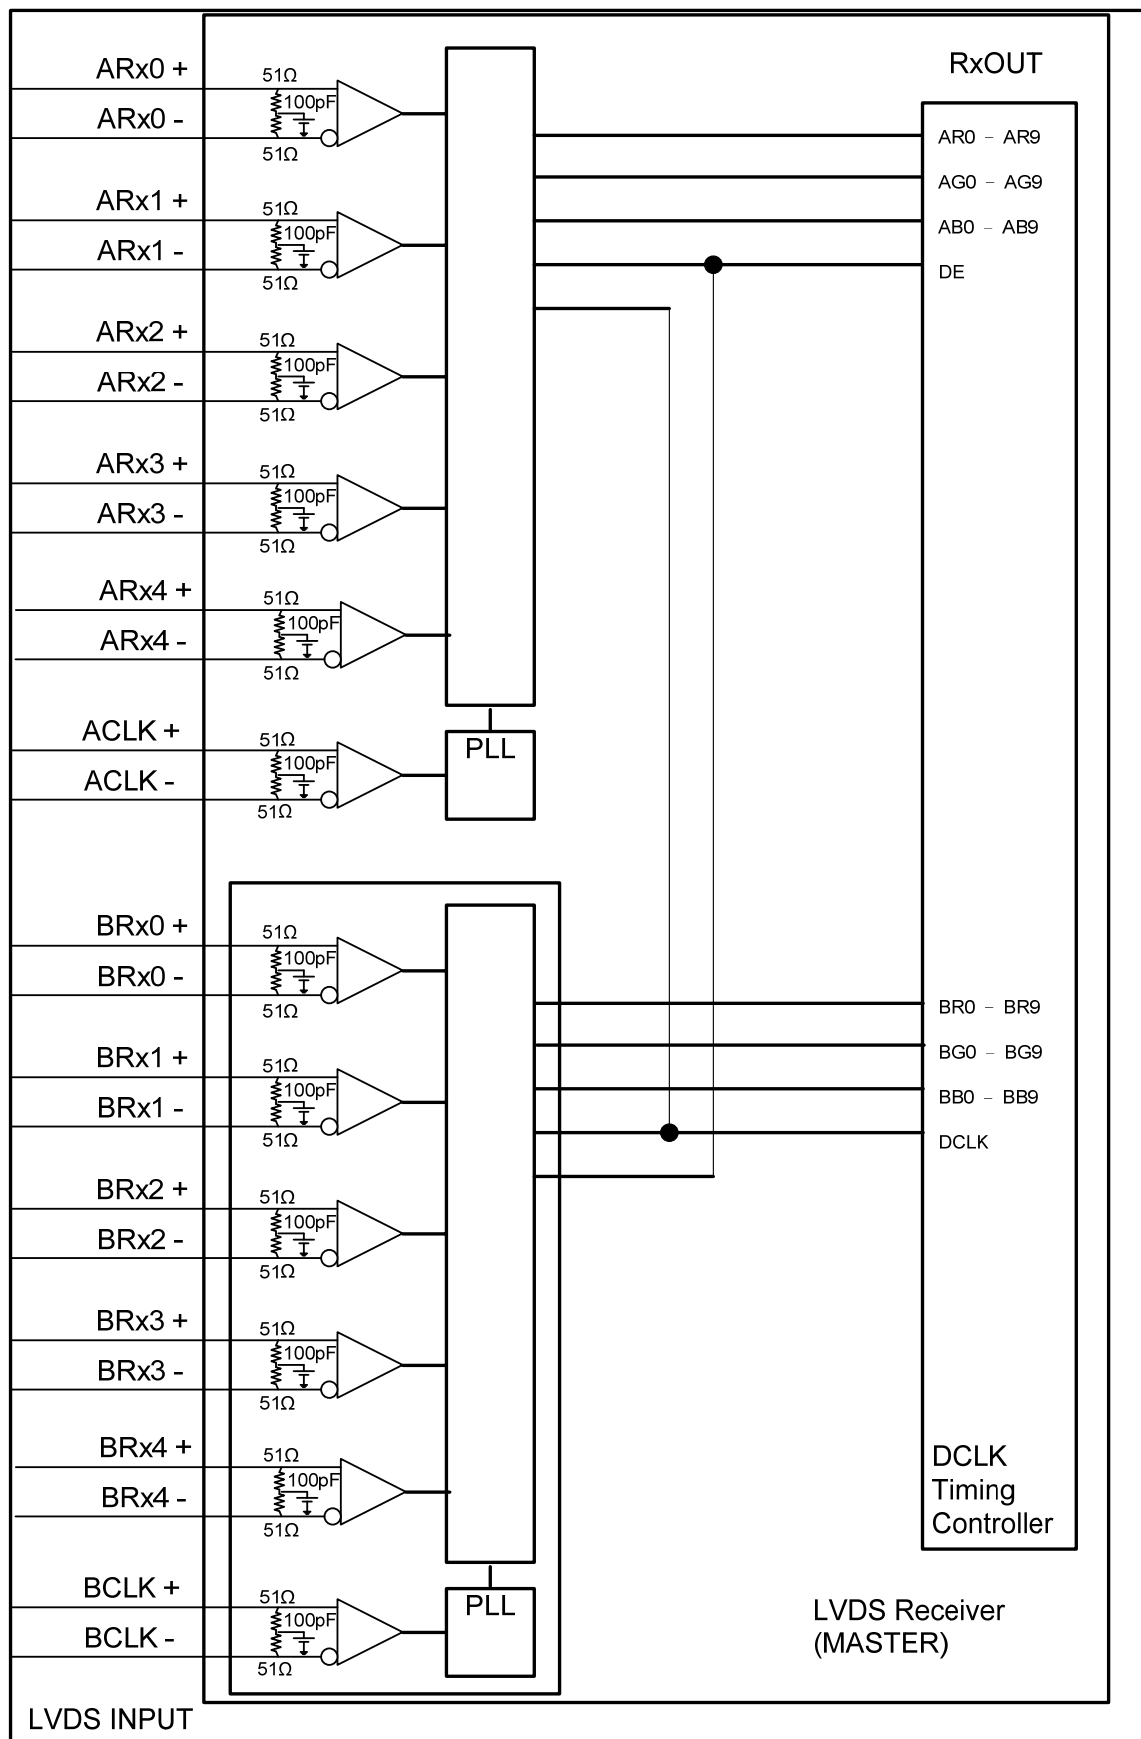 RxOUT
ARx0 +
51Ω
100pF
ARx0 -
51Ω
AR0 - AR9
AG0 - AG9
ARx1 +
51Ω
100pF
ARx1 -
51Ω
AB0 - AB9
DE
ARx2 +
51Ω
100pF
ARx2 -
51Ω
ARx3 +
51Ω
100pF
ARx3 -
51Ω
ARx4 +
51Ω
100pF
ARx4 -
51Ω
ACLK +
51Ω
100pF
ACLK -
51Ω
PLL
BRx0 +
51Ω
100pF
BRx0 -
51Ω
BR0 - BR9
BG0 - BG9
BRx1 +
51Ω
100pF
BRx1 -
51Ω
BB0 - BB9
DCLK
BRx2 +
51Ω
100pF
BRx2 -
51Ω
BRx3 +
51Ω
100pF
BRx3 -
51Ω
BRx4 +
51Ω
100pF
BRx4 -
51Ω
DCLK
Timing
Controller
BCLK +
51Ω
100pF
BCLK -
51Ω
PLL
LVDS Receiver
(MASTER)
LVDS INPUT